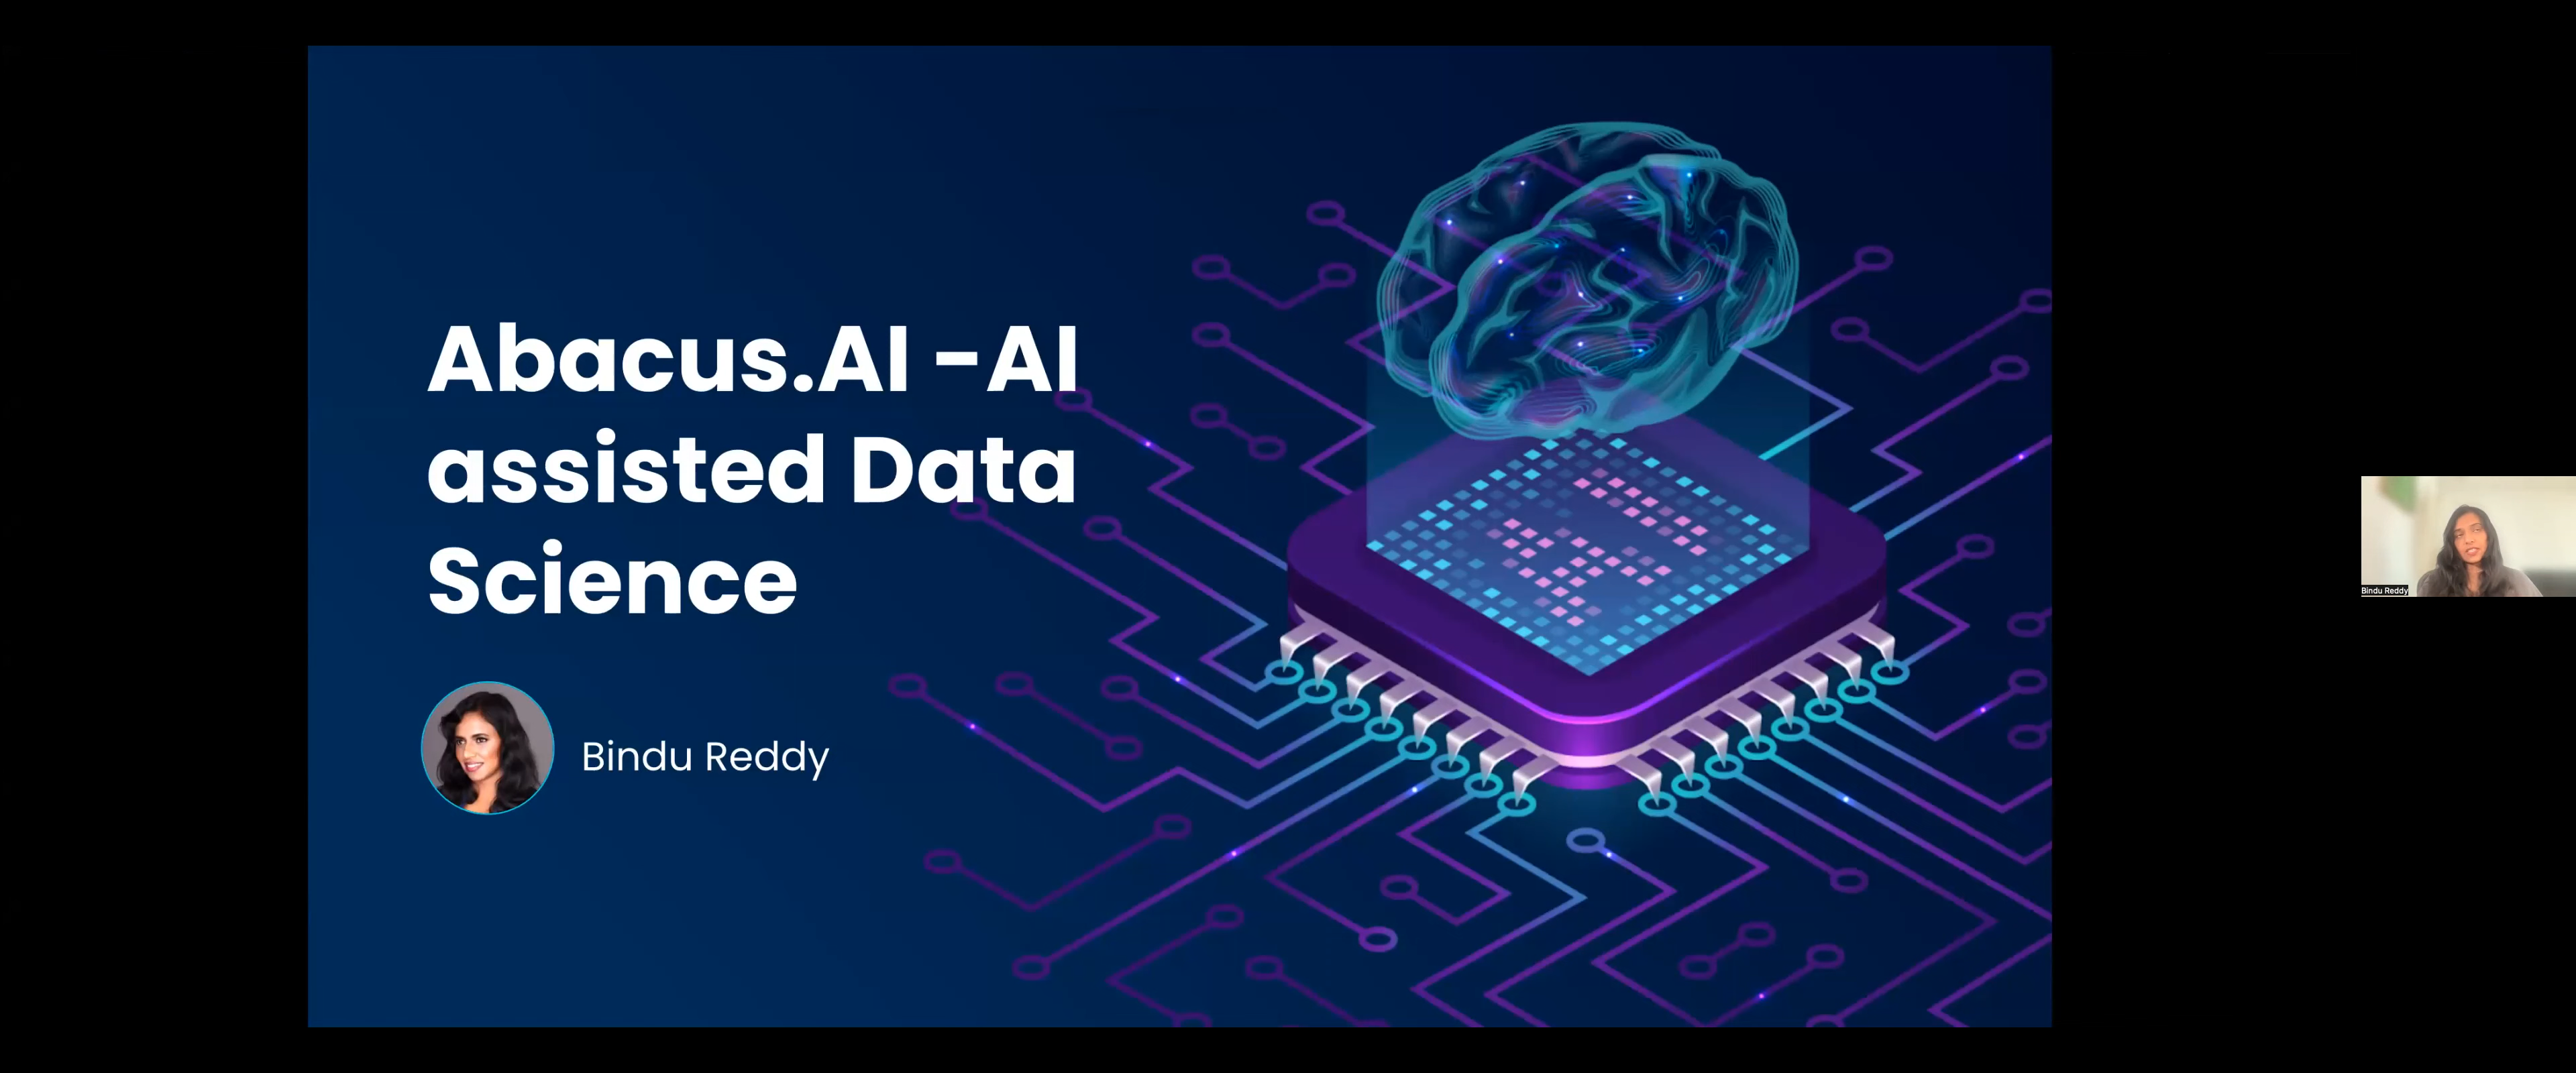 Abacus.AI -AI
assisted Data
Science
Bindu Reddy
Bindu Reddy